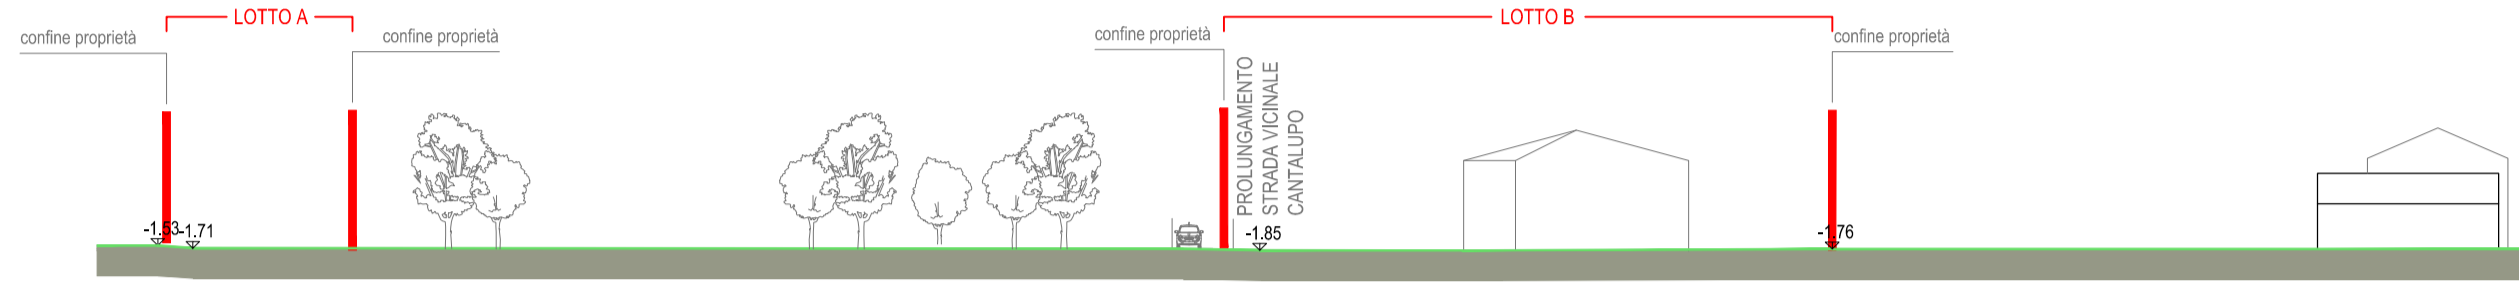 LOTTO A
confine proprietà
confine proprietà
-1.53
-1.71
LOTTO B
confine proprietà
confine proprietà
PROLUNGAMENTO
STRADA VICINALE
CANTALUPO
-1.85
-1.76